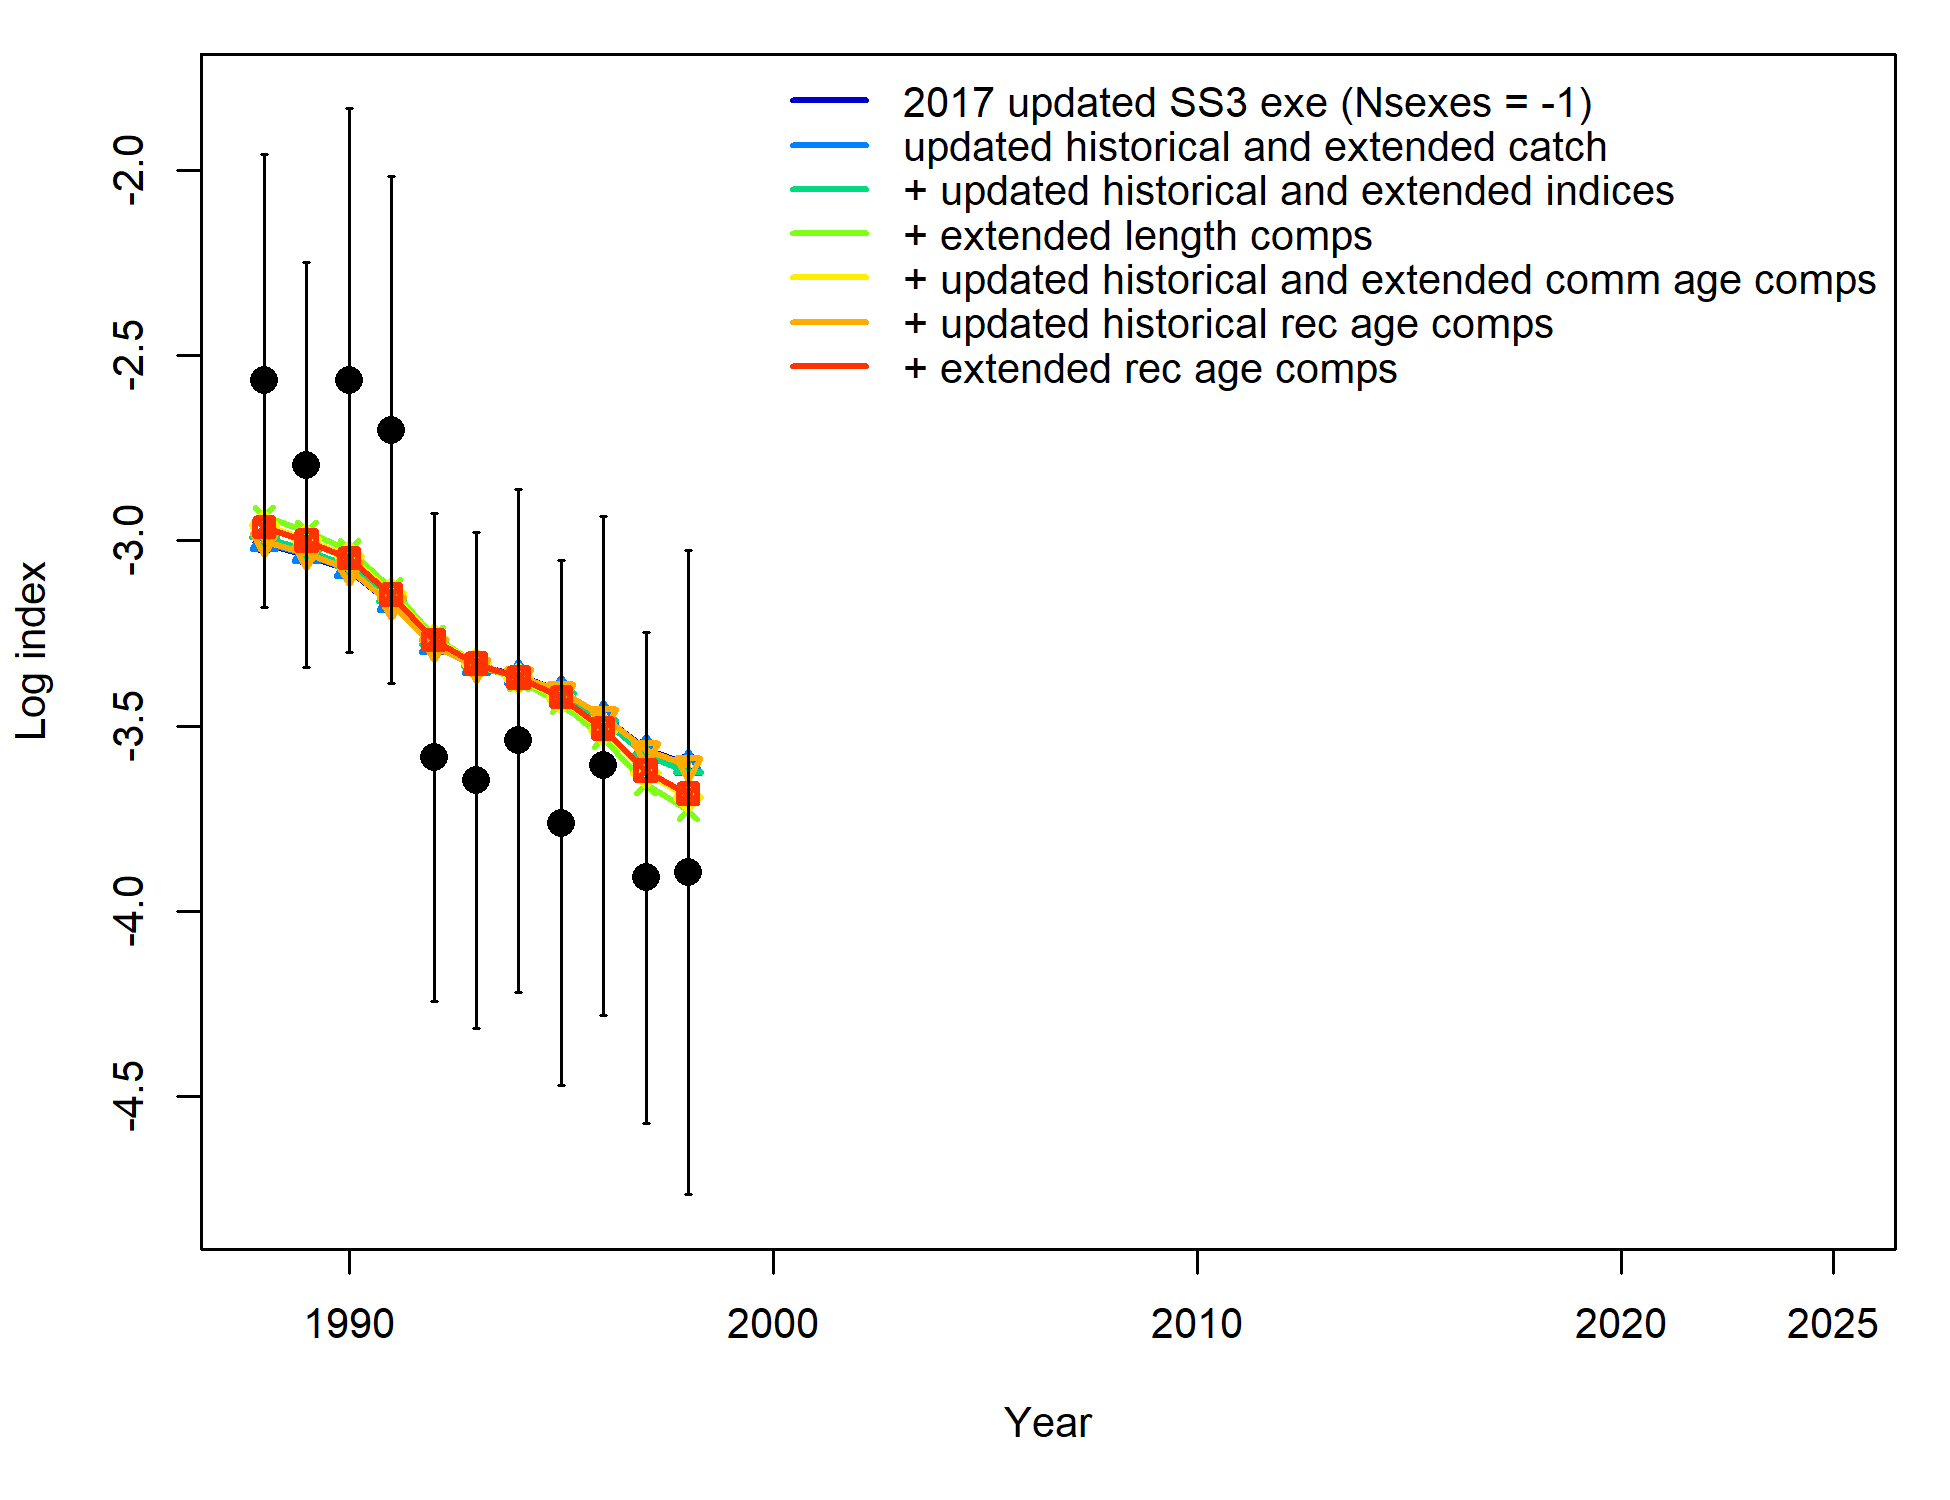 2017 updated SS3 exe (Nsexes = -1)
updated historical and extended catch
+ updated historical and extended indices
+ extended length comps
+ updated historical and extended comm age comps
+ updated historical rec age comps
+ extended rec age comps
Log index
-2.0
-2.5
-3.0
-3.5
-4.0
-4.5
1990 2000 2010 2020 2025
Year